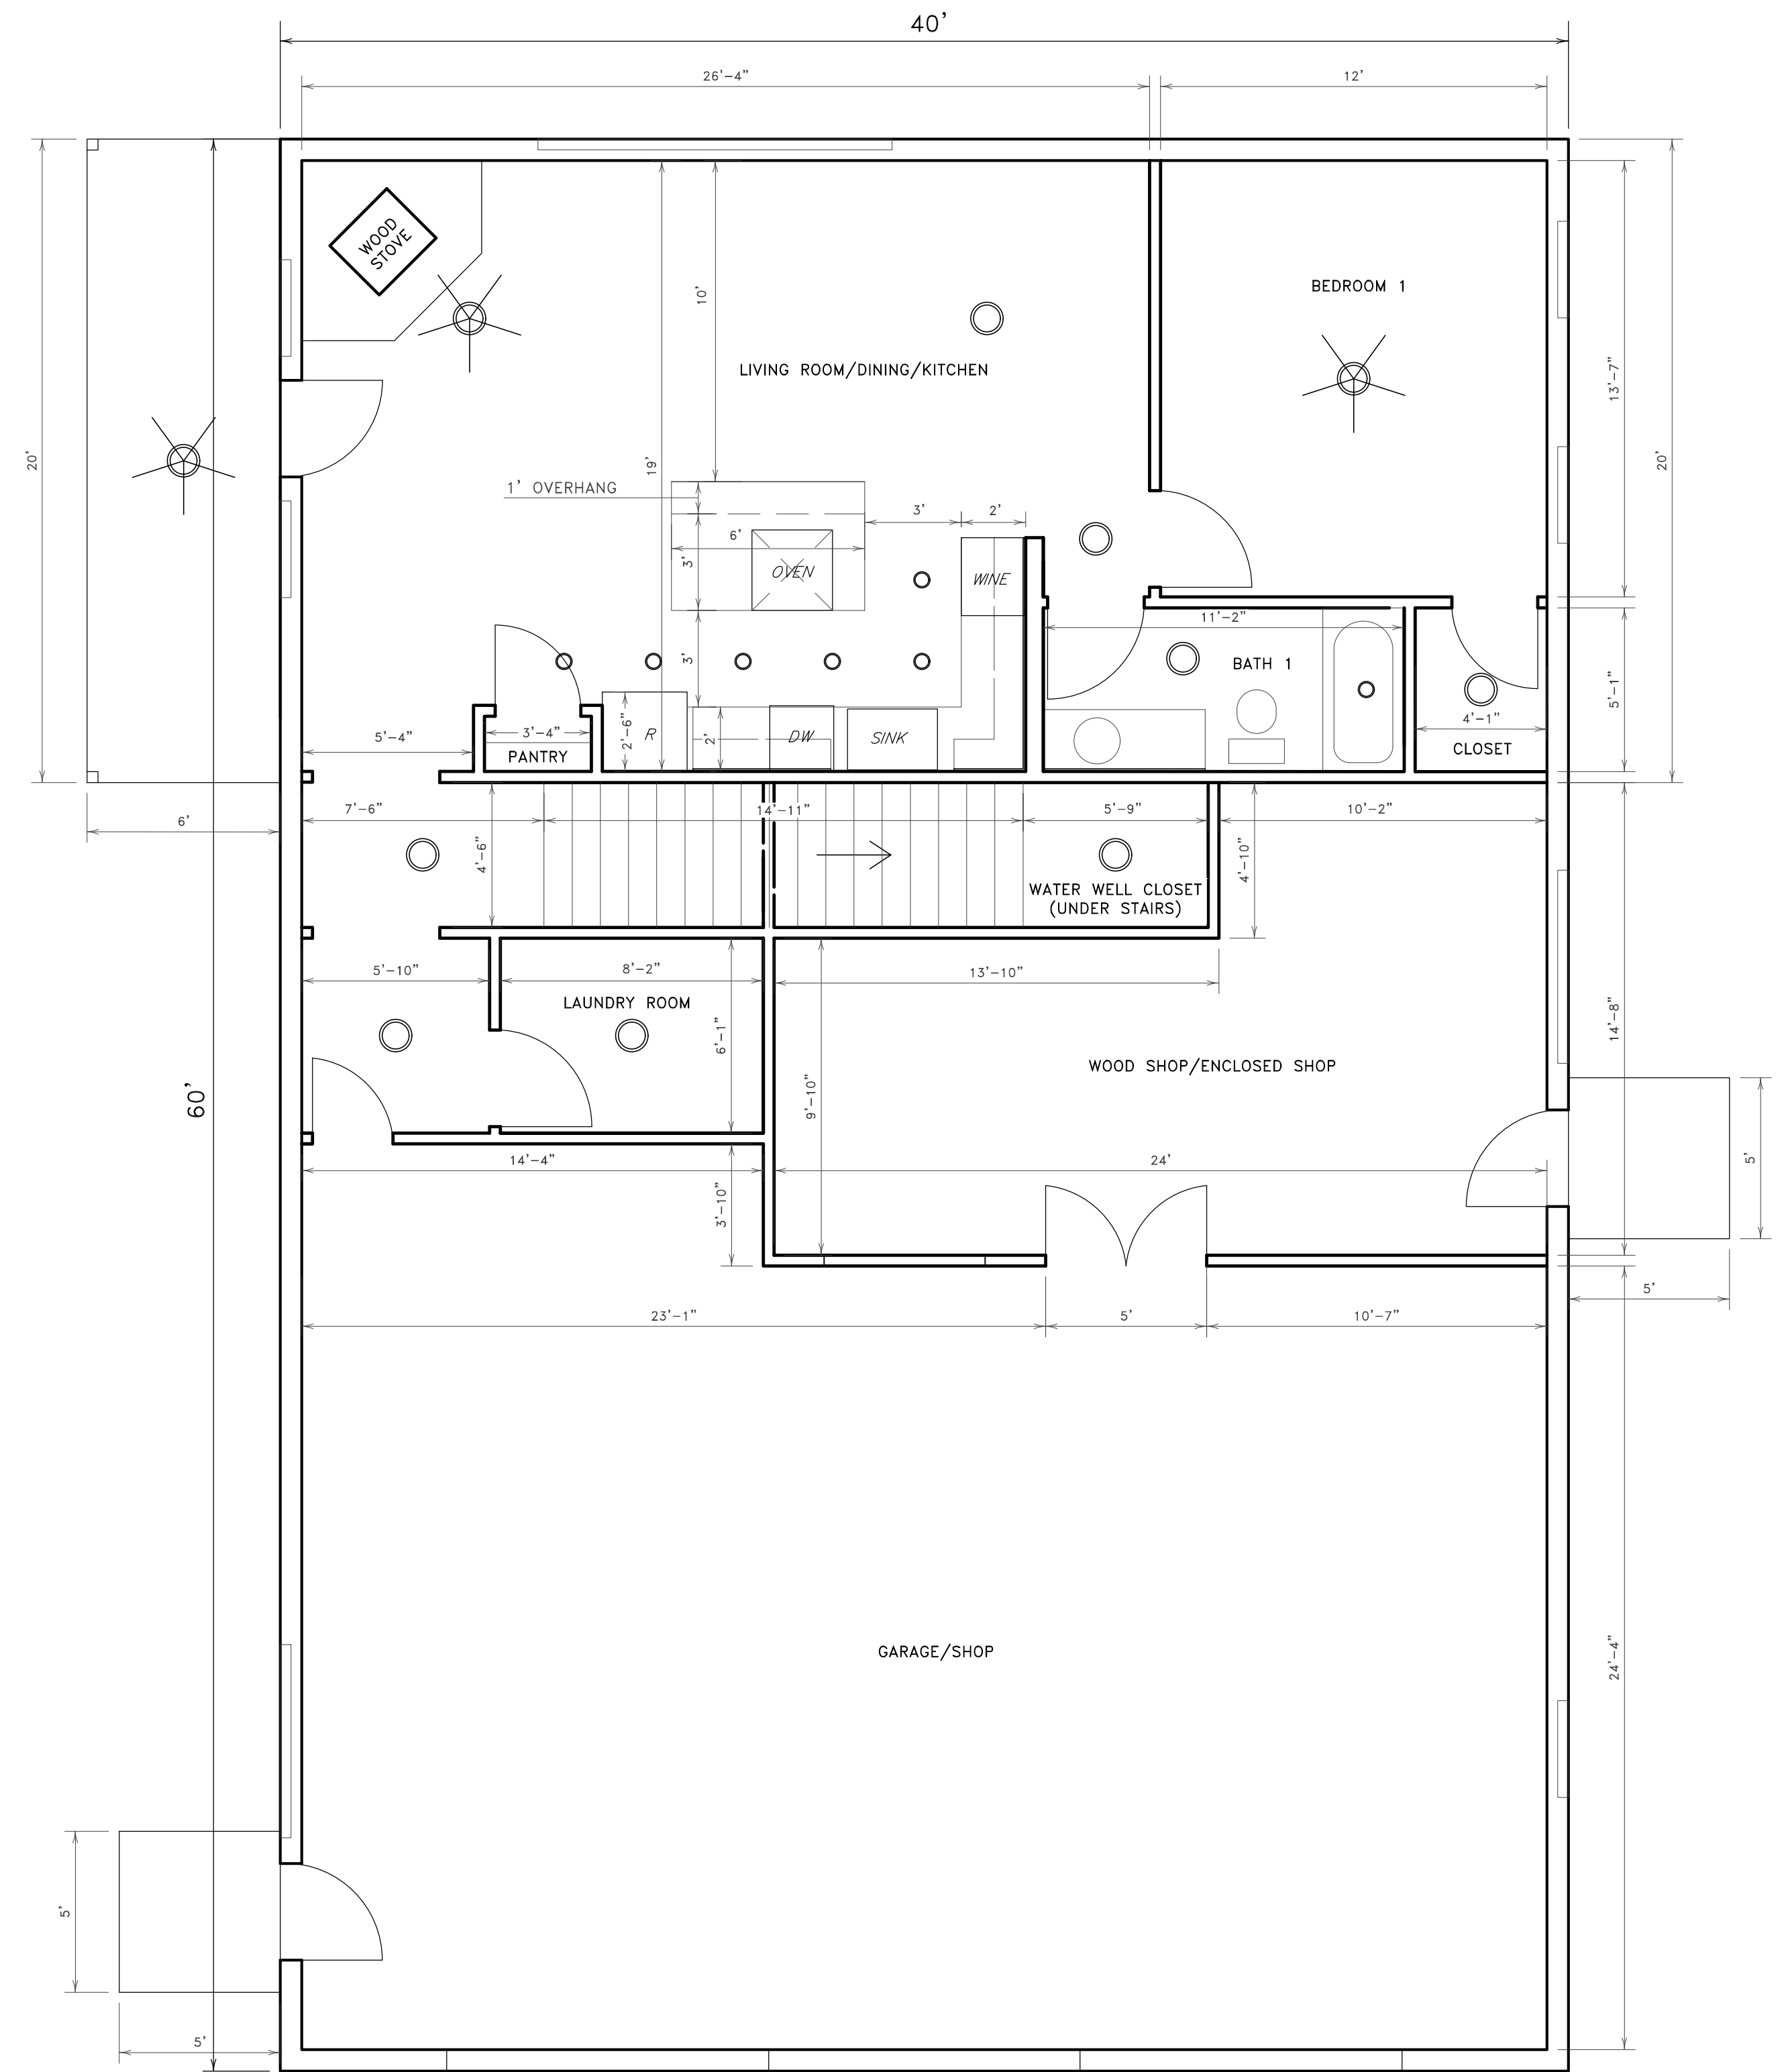 40'
26'-4"
12'
WOOD
STOVE
BEDROOM 1
10'
LIVING ROOM/DINING/KITCHEN
13'-7"
20'
20'
19'
1' OVERHANG
3'
2'
6'
3'
OVEN
WINE
11'-2"
3'
BATH 1
5'-1"
5'-4"
3'-4"
PANTRY
2'-6"
R
2'
DW
SINK
4'-1"
CLOSET
6'
7'-6"
14'-11"
5'-9"
10'-2"
4'-6"
4'-10"
WATER WELL CLOSET
(UNDER STAIRS)
5'-10"
8'-2"
13'-10"
LAUNDRY ROOM
6'-1"
14'-8"
60'
9'-10"
WOOD SHOP/ENCLOSED SHOP
14'-4"
24'
5'
3'-10"
5'
23'-1"
5'
10'-7"
GARAGE/SHOP
24'-4"
5'
5'